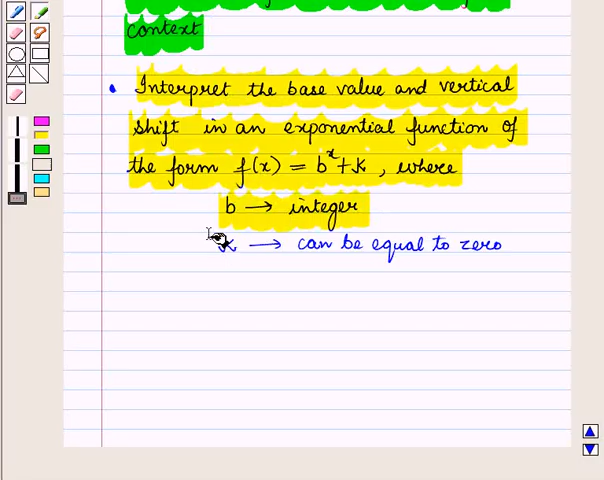 context
• Interpret the base value and vertical
shift in an exponential function of
the form f(x) = bˣ + k , where
b → integer
k → can be equal to zero